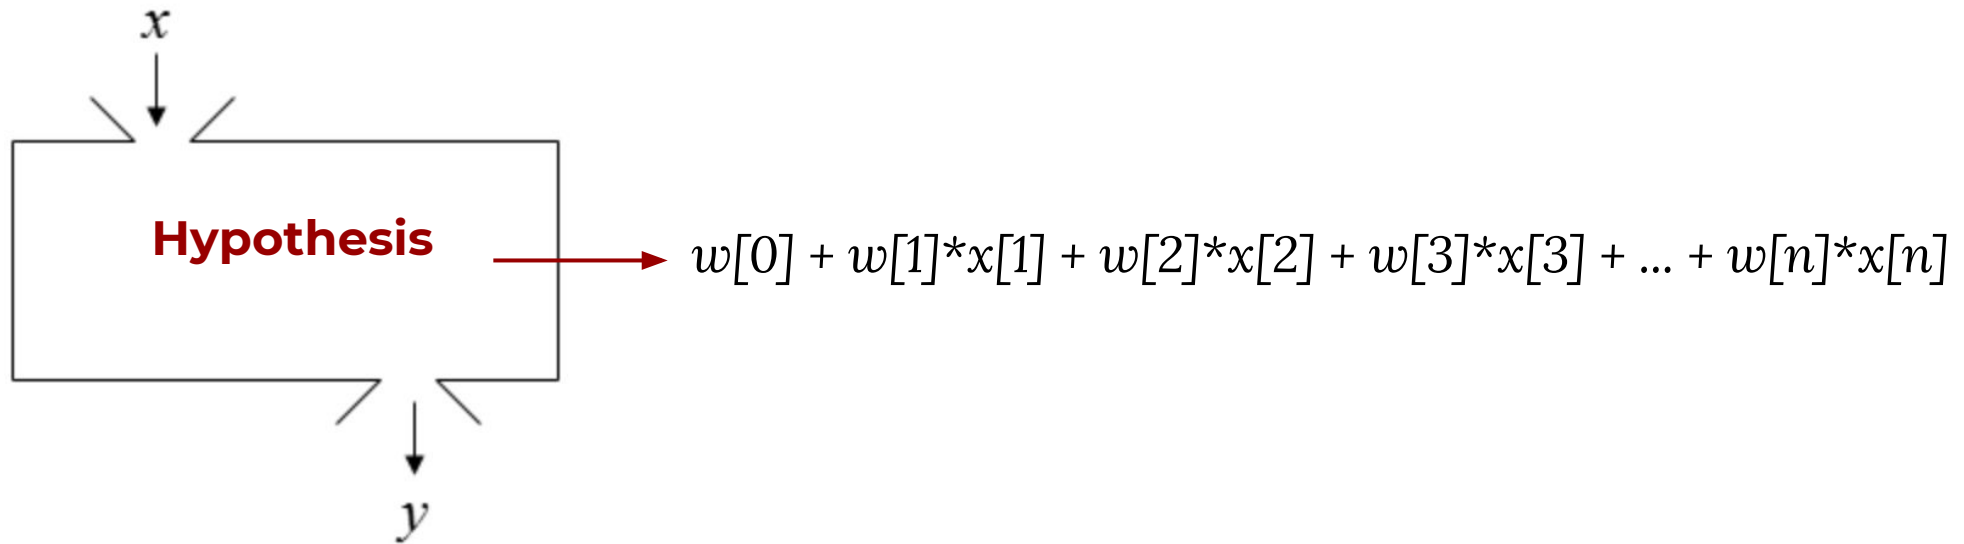 x
Hypothesis
w[0] + w[1]*x[1] + w[2]*x[2] + w[3]*x[3] + ... + w[n]*x[n]
y